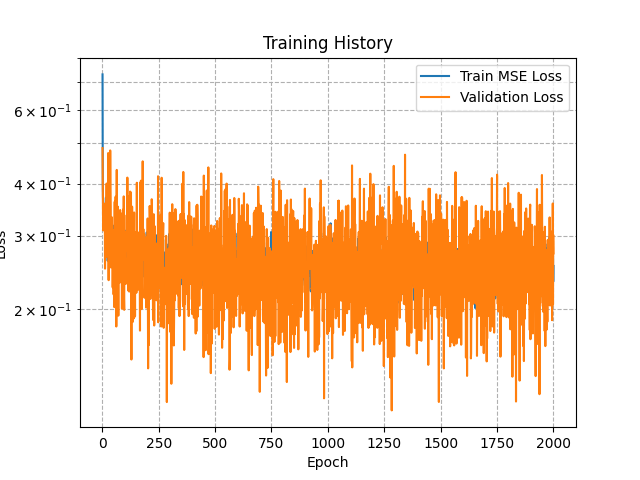 Training History
Train MSE Loss
Validation Loss
6 × 10⁻¹
4 × 10⁻¹
3 × 10⁻¹
2 × 10⁻¹
Loss
0 250 500 750 1000 1250 1500 1750 2000
Epoch